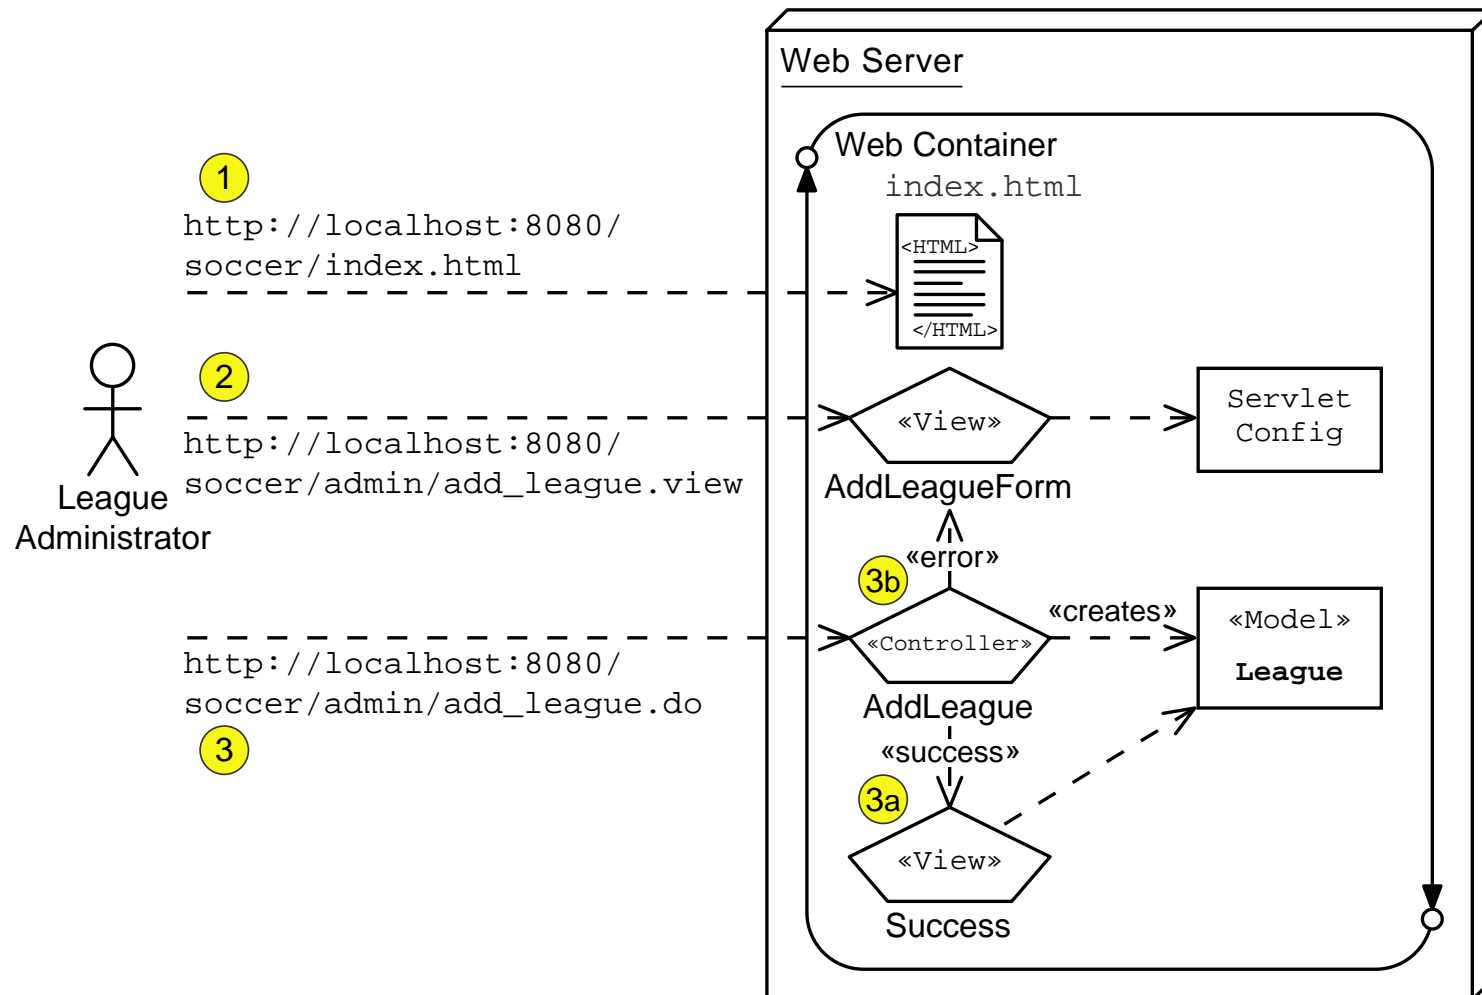 Web Server
Web Container
index.html
<HTML>
</HTML>
1
http://localhost:8080/
soccer/index.html
2
http://localhost:8080/
soccer/admin/add_league.view
League
Administrator
«View»
AddLeagueForm
Servlet
Config
«error»
3b
«Controller»
AddLeague
«creates»
«Model»
League
http://localhost:8080/
soccer/admin/add_league.do
3
«success»
3a
«View»
Success